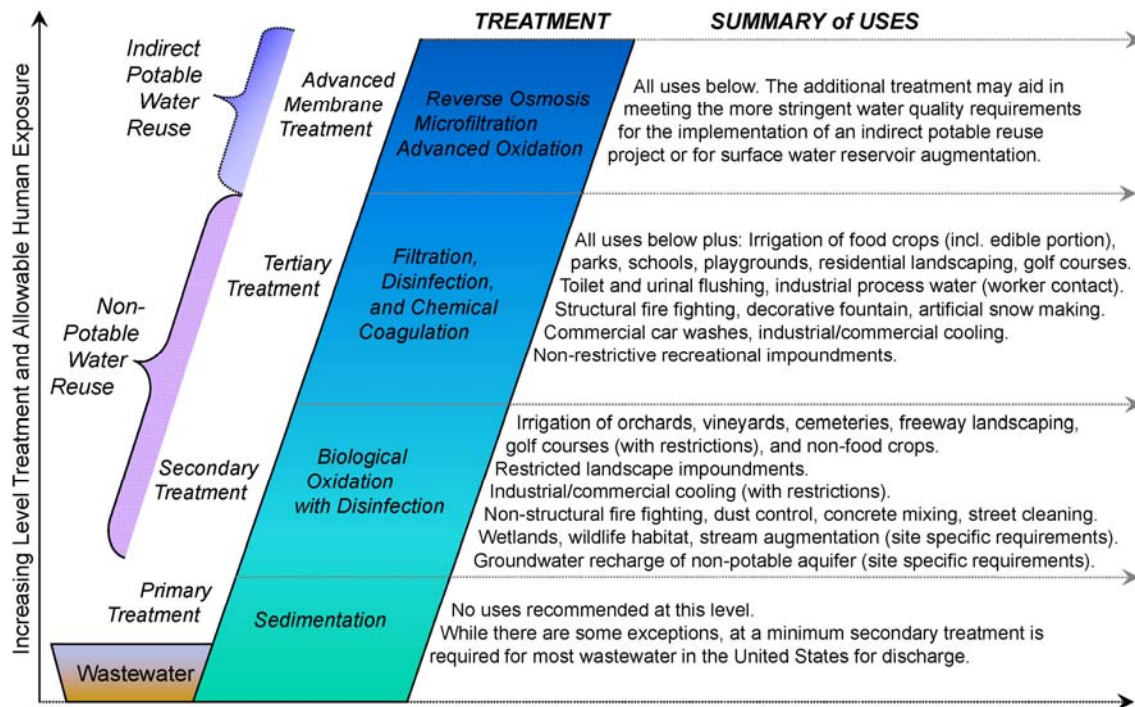 TREATMENT
SUMMARY of USES
Increasing Level Treatment and Allowable Human Exposure
Indirect
Potable
Water
Reuse
Advanced
Membrane
Treatment
Reverse Osmosis
Microfiltration
Advanced Oxidation
All uses below. The additional treatment may aid in
meeting the more stringent water quality requirements
for the implementation of an indirect potable reuse
project or for surface water reservoir augmentation.
Non-
Potable
Water
Reuse
Tertiary
Treatment
Filtration,
Disinfection,
and Chemical
Coagulation
All uses below plus: Irrigation of food crops (incl. edible portion),
parks, schools, playgrounds, residential landscaping, golf courses.
Toilet and urinal flushing, industrial process water (worker contact).
Structural fire fighting, decorative fountain, artificial snow making.
Commercial car washes, industrial/commercial cooling.
Non-restrictive recreational impoundments.
Secondary
Treatment
Biological
Oxidation
with Disinfection
Irrigation of orchards, vineyards, cemeteries, freeway landscaping,
golf courses (with restrictions), and non-food crops.
Restricted landscape impoundments.
Industrial/commercial cooling (with restrictions).
Non-structural fire fighting, dust control, concrete mixing, street cleaning.
Wetlands, wildlife habitat, stream augmentation (site specific requirements).
Groundwater recharge of non-potable aquifer (site specific requirements).
Primary
Treatment
Sedimentation
No uses recommended at this level.
While there are some exceptions, at a minimum secondary treatment is
required for most wastewater in the United States for discharge.
Wastewater